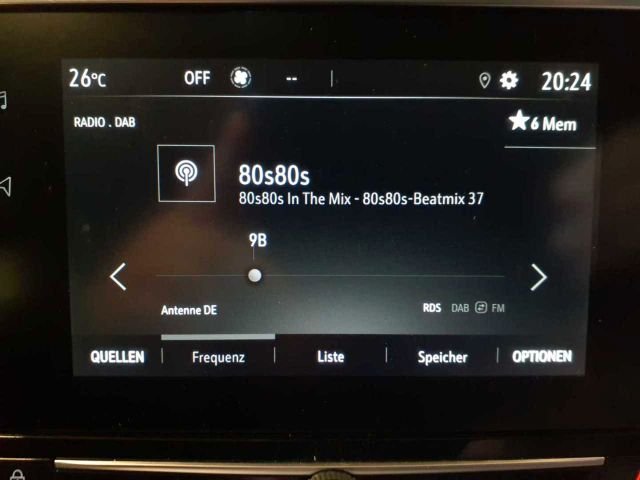 26°C OFF -- 20:24
RADIO . DAB
6 Mem
80s80s
80s80s In The Mix - 80s80s-Beatmix 37
9B
Antenne DE
RDS DAB FM
QUELLEN Frequenz Liste Speicher OPTIONEN